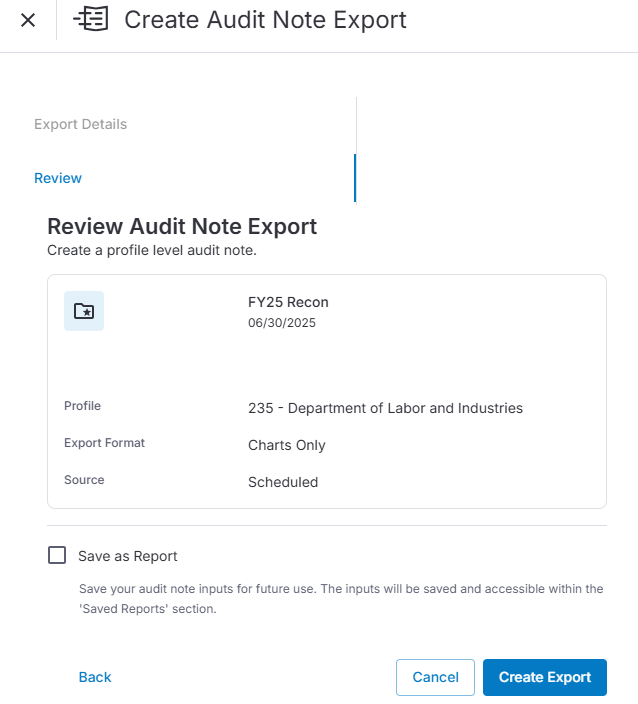 Create Audit Note Export
Export Details
Review
Review Audit Note Export
Create a profile level audit note.
FY25 Recon
06/30/2025
Profile
235 - Department of Labor and Industries
Export Format
Charts Only
Source
Scheduled
Save as Report
Save your audit note inputs for future use. The inputs will be saved and accessible within the
'Saved Reports' section.
Back
Cancel
Create Export